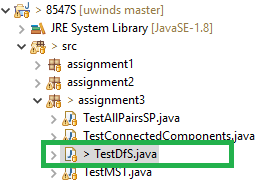 > 8547S [uwinds master]
JRE System Library [JavaSE-1.8]
> src
assignment1
assignment2
> assignment3
TestAllPairsSP.java
TestConnectedComponents.java
> TestDfS.java
TestMST.java